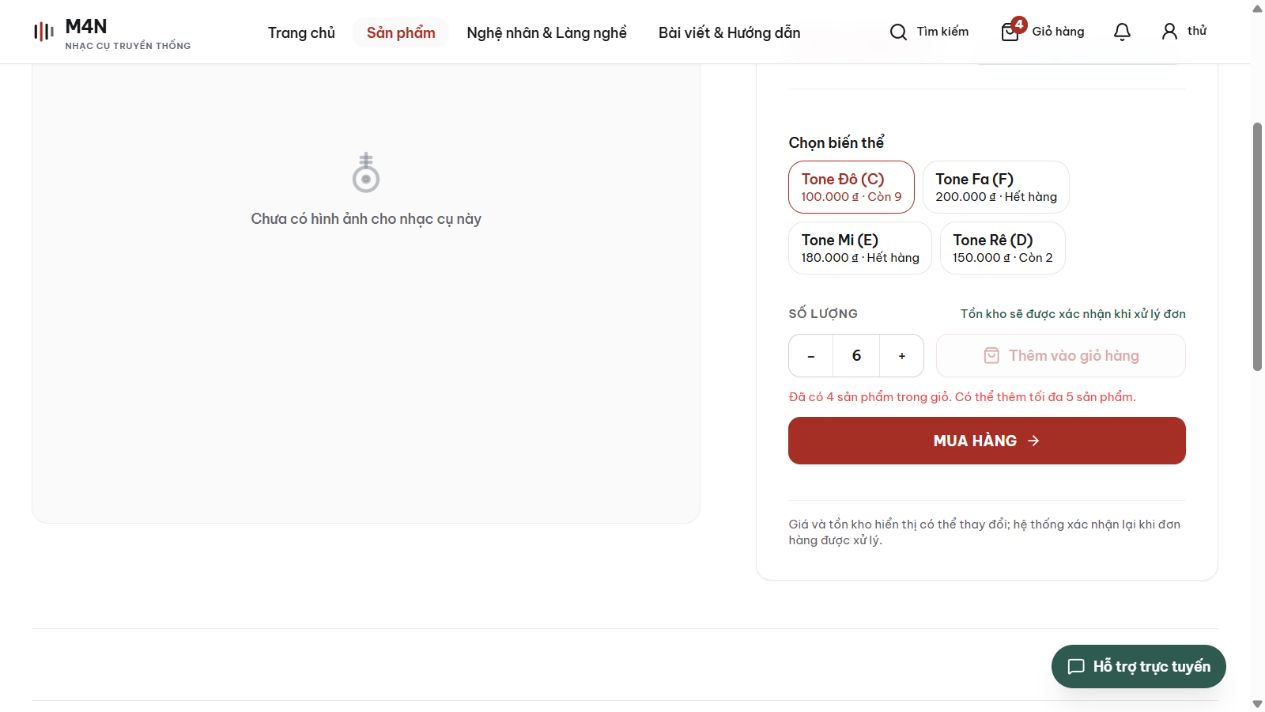 M4N
NHẠC CỤ TRUYỀN THỐNG
Trang chủ
Sản phẩm
Nghệ nhân & Làng nghề
Bài viết & Hướng dẫn
Tìm kiếm
4
Giỏ hàng
thử
Chưa có hình ảnh cho nhạc cụ này
Chọn biến thể
Tone Đô (C)
100.000 ₫ · Còn 9
Tone Fa (F)
200.000 ₫ · Hết hàng
Tone Mi (E)
180.000 ₫ · Hết hàng
Tone Rê (D)
150.000 ₫ · Còn 2
SỐ LƯỢNG
Tồn kho sẽ được xác nhận khi xử lý đơn
– 6 +
Thêm vào giỏ hàng
Đã có 4 sản phẩm trong giỏ. Có thể thêm tối đa 5 sản phẩm.
MUA HÀNG →
Giá và tồn kho hiển thị có thể thay đổi; hệ thống xác nhận lại khi đơn
hàng được xử lý.
Hỗ trợ trực tuyến